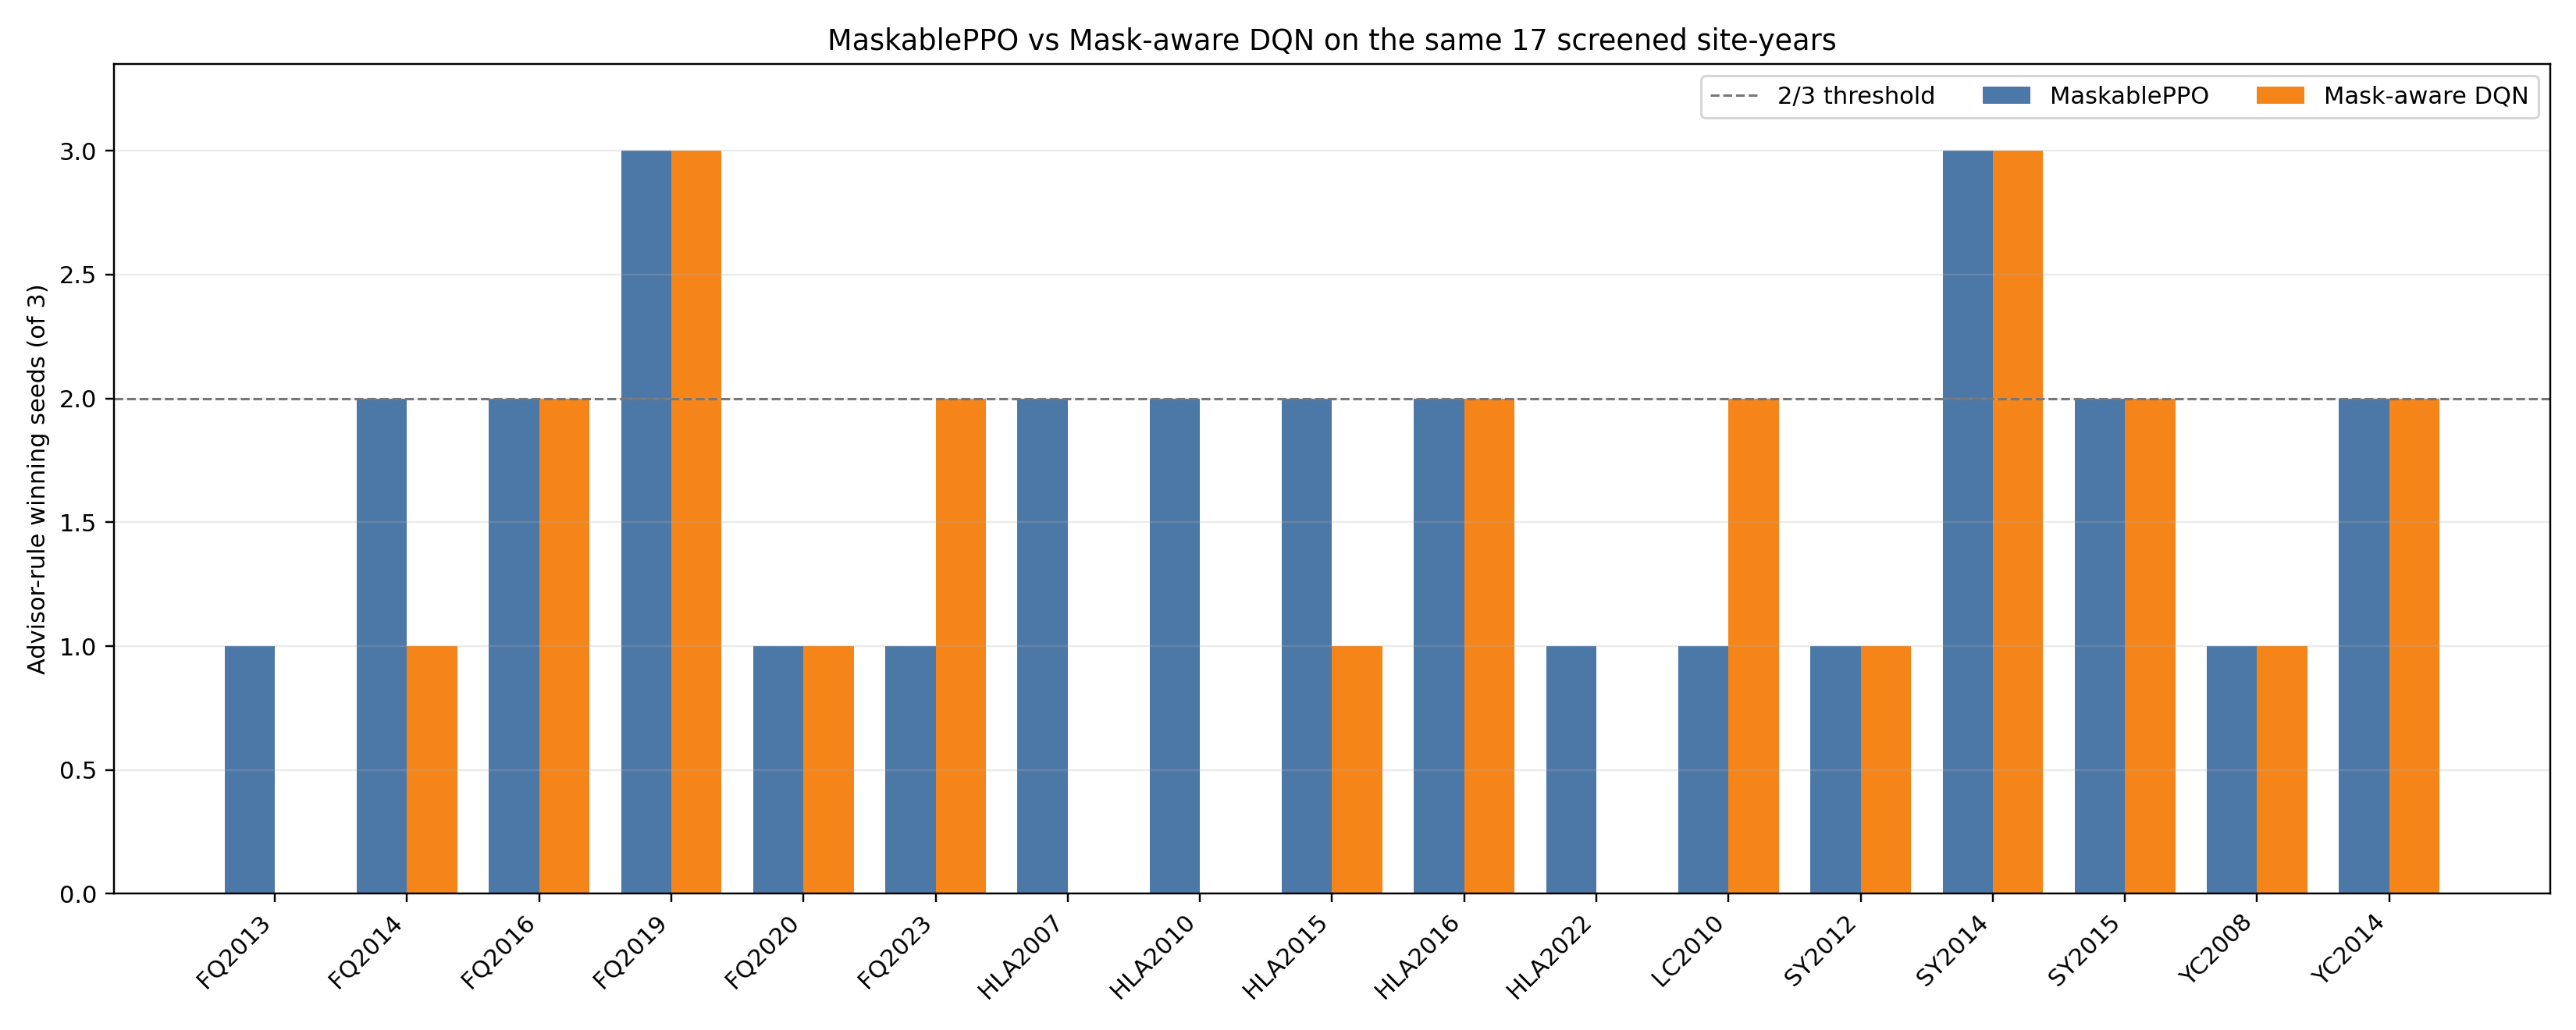 MaskablePPO vs Mask-aware DQN on the same 17 screened site-years
2/3 threshold
MaskablePPO
Mask-aware DQN
Advisor-rule winning seeds (of 3)
3.0
2.5
2.0
1.5
1.0
0.5
0.0
FQ2013
FQ2014
FQ2016
FQ2019
FQ2020
FQ2023
HLA2007
HLA2010
HLA2015
HLA2016
HLA2022
LC2010
SY2012
SY2014
SY2015
YC2008
YC2014